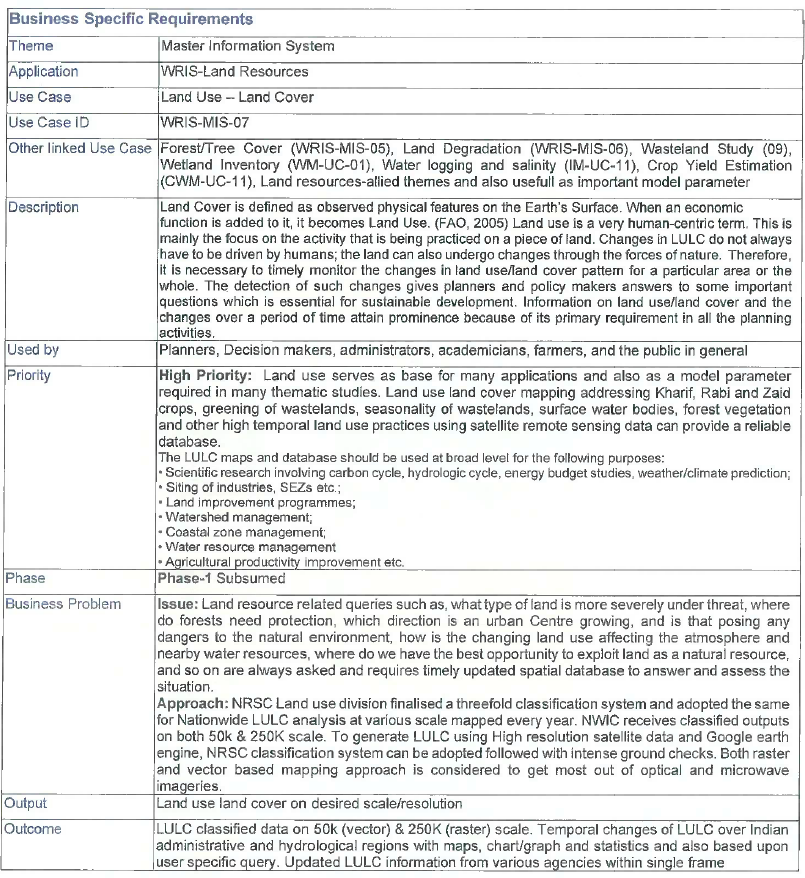 Business Specific Requirements
Theme Master Information System
Application WRIS-Land Resources
Use Case Land Use – Land Cover
Use Case ID WRIS-MIS-07
Other linked Use Case Forest/Tree Cover (WRIS-MIS-05), Land Degradation (WRIS-MIS-06), Wasteland Study (09),
Wetland Inventory (WM-UC-01), Water logging and salinity (IM-UC-11), Crop Yield Estimation
(CWM-UC-11), Land resources-allied themes and also usefull as important model parameter
Description Land Cover is defined as observed physical features on the Earth's Surface. When an economic
function is added to it, it becomes Land Use. (FAO, 2005) Land use is a very human-centric term. This is
mainly the focus on the activity that is being practiced on a piece of land. Changes in LULC do not always
have to be driven by humans; the land can also undergo changes through the forces of nature. Therefore,
it is necessary to timely monitor the changes in land use/land cover pattern for a particular area or the
whole. The detection of such changes gives planners and policy makers answers to some important
questions which is essential for sustainable development. Information on land use/land cover and the
changes over a period of time attain prominence because of its primary requirement in all the planning
activities.
Used by Planners, Decision makers, administrators, academicians, farmers, and the public in general
Priority High Priority: Land use serves as base for many applications and also as a model parameter
required in many thematic studies. Land use land cover mapping addressing Kharif, Rabi and Zaid
crops, greening of wastelands, seasonality of wastelands, surface water bodies, forest vegetation
and other high temporal land use practices using satellite remote sensing data can provide a reliable
database.
The LULC maps and database should be used at broad level for the following purposes:
• Scientific research involving carbon cycle, hydrologic cycle, energy budget studies, weather/climate prediction;
• Siting of industries, SEZs etc.;
• Land improvement programmes;
• Watershed management;
• Coastal zone management;
• Water resource management
• Agricultural productivity improvement etc.
Phase Phase-1 Subsumed
Business Problem Issue: Land resource related queries such as, what type of land is more severely under threat, where
do forests need protection, which direction is an urban Centre growing, and is that posing any
dangers to the natural environment, how is the changing land use affecting the atmosphere and
nearby water resources, where do we have the best opportunity to exploit land as a natural resource,
and so on are always asked and requires timely updated spatial database to answer and assess the
situation.
Approach: NRSC Land use division finalised a threefold classification system and adopted the same
for Nationwide LULC analysis at various scale mapped every year. NWIC receives classified outputs
on both 50k & 250K scale. To generate LULC using High resolution satellite data and Google earth
engine, NRSC classification system can be adopted followed with intense ground checks. Both raster
and vector based mapping approach is considered to get most out of optical and microwave
imageries.
Output Land use land cover on desired scale/resolution
Outcome LULC classified data on 50k (vector) & 250K (raster) scale. Temporal changes of LULC over Indian
administrative and hydrological regions with maps, chart/graph and statistics and also based upon
user specific query. Updated LULC information from various agencies within single frame